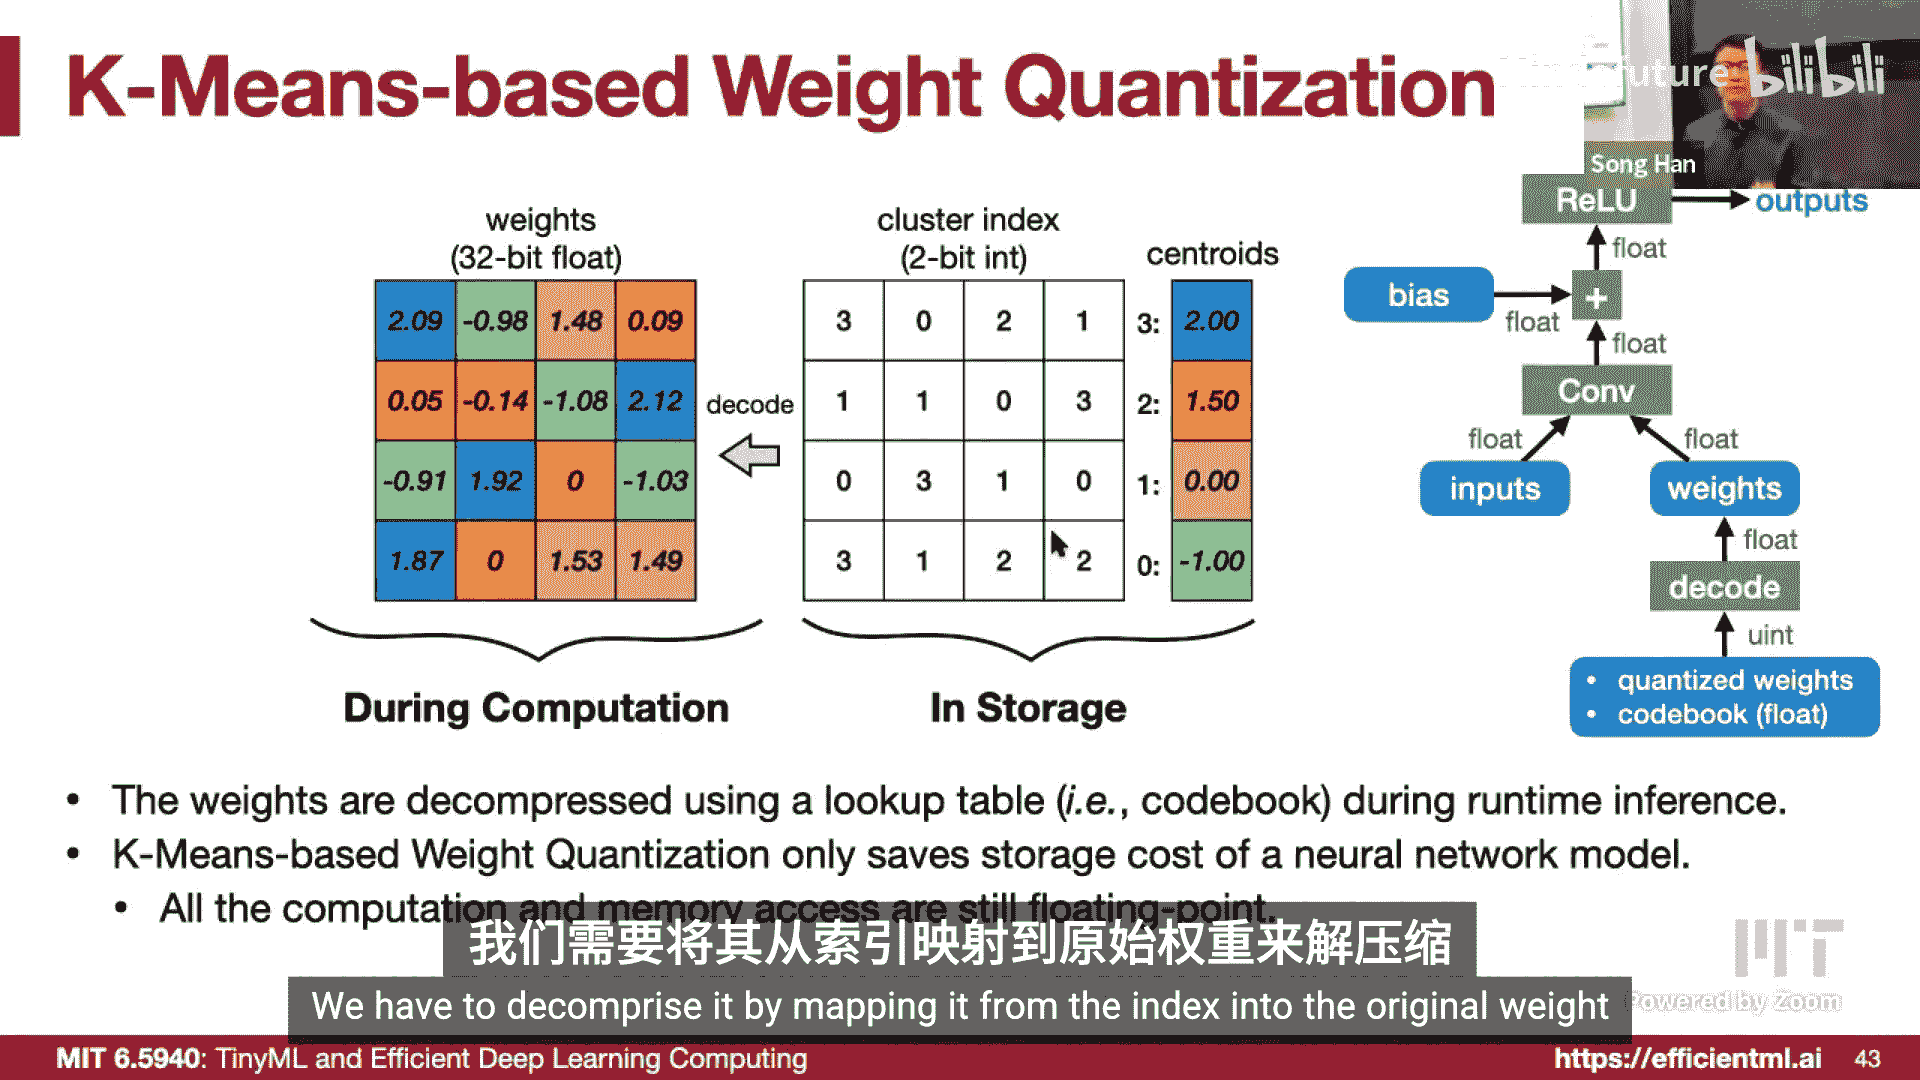 K-Means-based Weight Quantization
bilibili
Song Han
weights
(32-bit float)
2.09 -0.98 1.48 0.09
0.05 -0.14 -1.08 2.12
-0.91 1.92 0 -1.03
1.87 0 1.53 1.49
decode
cluster index
(2-bit int)
3 0 2 1
1 1 0 3
0 3 1 0
3 1 2 2
centroids
3: 2.00
2: 1.50
1: 0.00
0: -1.00
During Computation
In Storage
ReLU
outputs
float
bias
float
+
float
Conv
float
float
inputs
weights
float
decode
uint
• quantized weights
• codebook (float)
• The weights are decompressed using a lookup table (i.e., codebook) during runtime inference.
• K-Means-based Weight Quantization only saves storage cost of a neural network model.
• All the computation and memory access are still floating-point.
我们需要将其从索引映射到原始权重来解压缩
We have to decomprise it by mapping it from the index into the original weight
MIT
Powered by Zoom
MIT 6.5940: TinyML and Efficient Deep Learning Computing
https://efficientml.ai
43